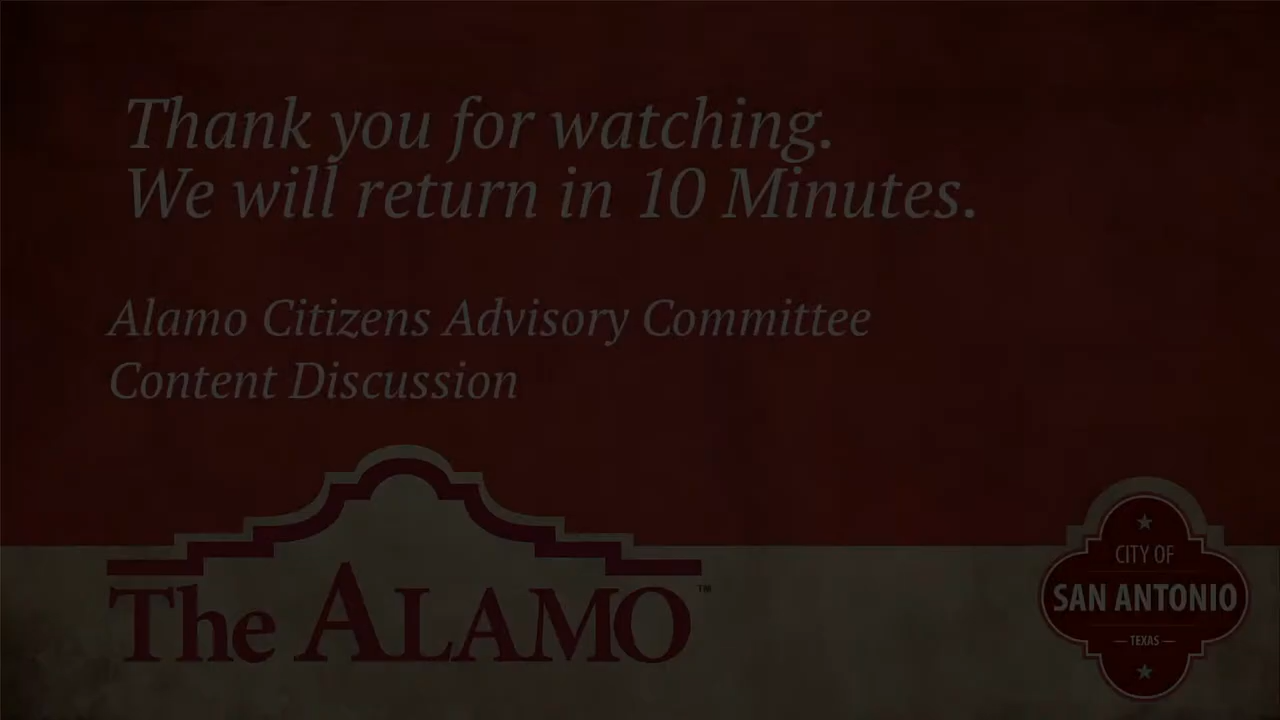 Thank you for watching.
We will return in 10 Minutes.
Alamo Citizens Advisory Committee
Content Discussion
The ALAMO™
CITY OF
SAN ANTONIO
TEXAS